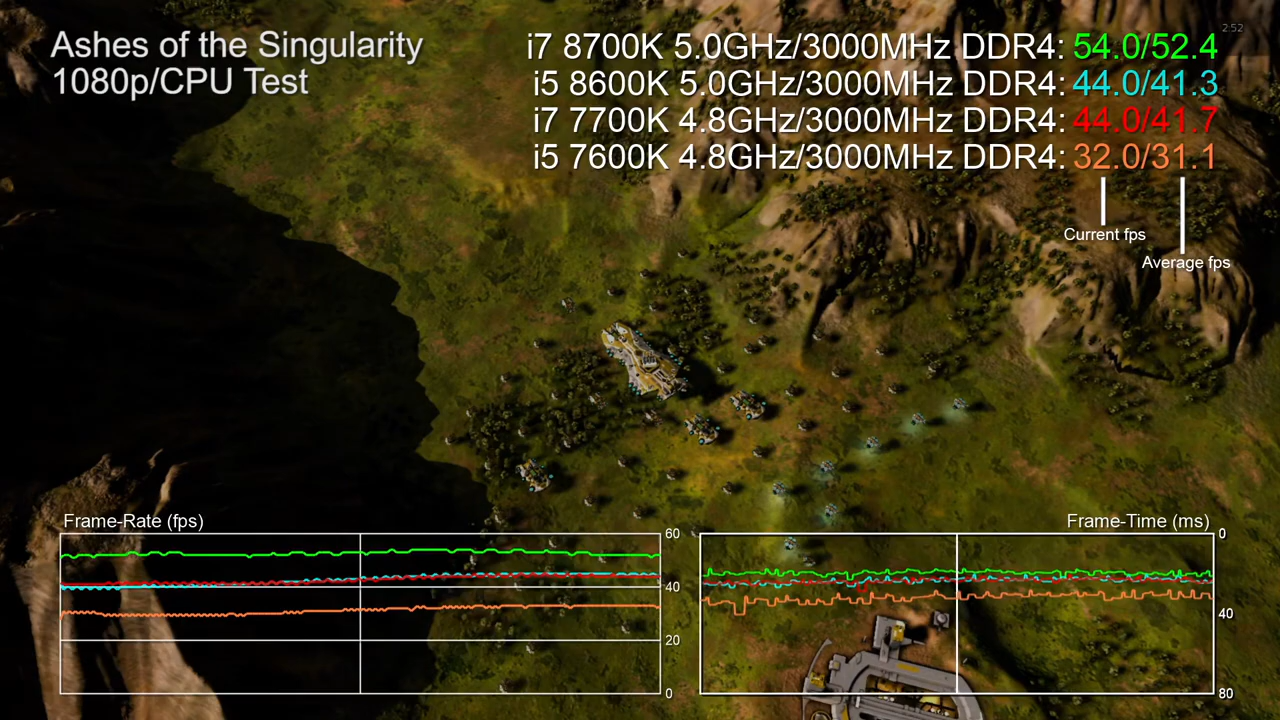 2:52
Ashes of the Singularity
1080p/CPU Test
i7 8700K 5.0GHz/3000MHz DDR4: 54.0/52.4
i5 8600K 5.0GHz/3000MHz DDR4: 44.0/41.3
i7 7700K 4.8GHz/3000MHz DDR4: 44.0/41.7
i5 7600K 4.8GHz/3000MHz DDR4: 32.0/31.1
Current fps
Average fps
Frame-Rate (fps)
60
40
20
0
Frame-Time (ms)
0
40
80